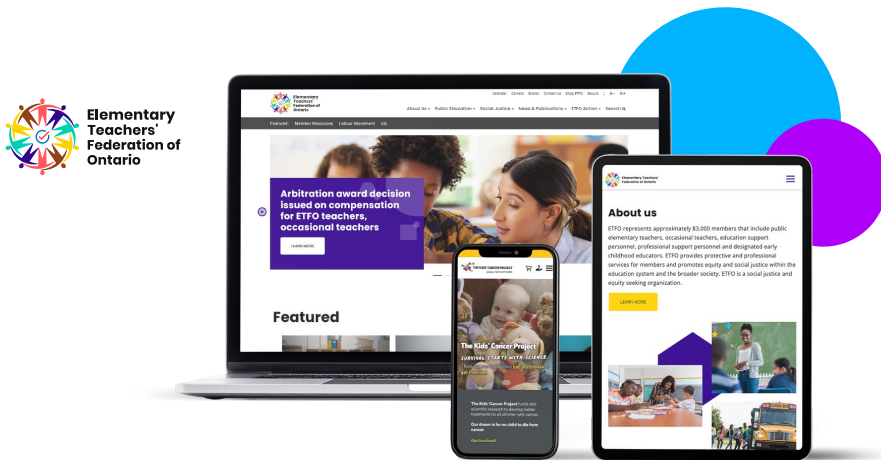 Elementary
Teachers'
Federation of
Ontario
Elementary
Teachers'
Federation of
Ontario
Calendar Careers Events Contact Us Shop ETFO Secure | A- A+
About Us Public Education Social Justice News & Publications ETFO Action Search
Featured Member Resources Labour Movement
Arbitration award decision
issued on compensation
for ETFO teachers,
occasional teachers
LEARN MORE
Featured
THE KIDS' CANCER PROJECT
The Kids' Cancer Project
SURVIVAL STARTS WITH SCIENCE
get involved.
The Kids' Cancer Project funds vital
scientific research to develop better
treatments for all children with cancer.
Our dream is for no child to die from
cancer.
Get involved!
Elementary Teachers'
Federation of Ontario
About us
ETFO represents approximately 83,000 members that include public
elementary teachers, occasional teachers, education support
personnel, professional support personnel and designated early
childhood educators. ETFO provides protective and professional
services for members and promotes equity and social justice within the
education system and the broader society. ETFO is a social justice and
equity seeking organization.
LEARN MORE